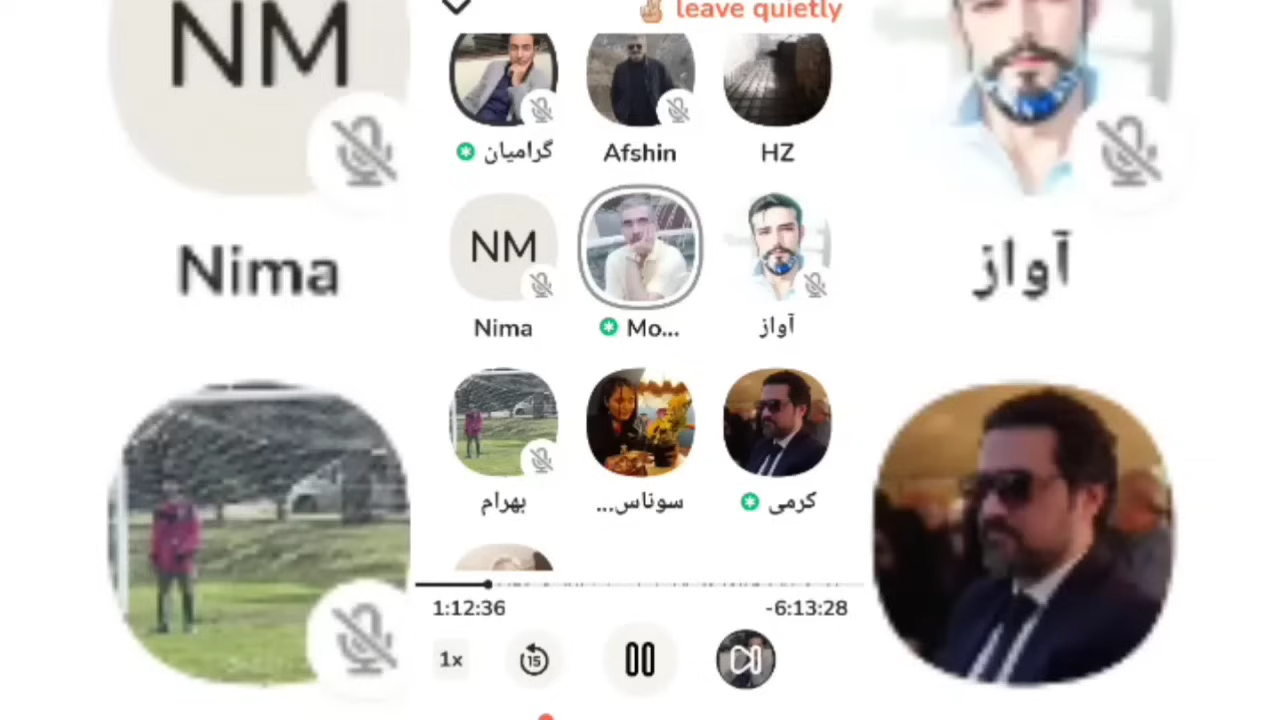 ✌🏼 leave quietly
گرامیان
Afshin
HZ
NM
Nima
Mo...
آواز
بهرام
سوناس...
کرمی
1:12:36
-6:13:28
1x
15
NM
Nima
آواز